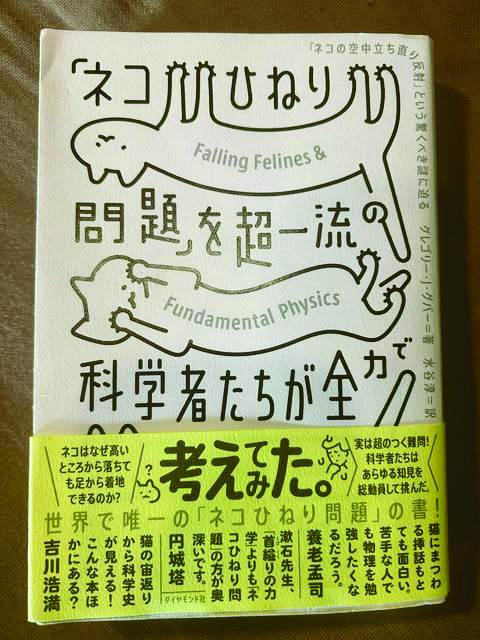 「ネコの空中立ち直り反射」という驚くべき謎に迫る
グレゴリー・J・グバー=著 水谷淳=訳
「ネコひねり
Falling Felines &
問題」を超一流の
Fundamental Physics
科学者たちが全力で
考えてみた。
ネコはなぜ高い
ところから落ちて
も足から着地
できるのか?
?
実は超のつく難問!
科学者たちは
あらゆる知見を
総動員して挑んだ。
世界で唯一の「ネコひねり問題」の書!
猫にまつわ
る挿話もと
ても面白い。
苦手な人で
も物理を勉
強したくな
るだろう。
養老孟司
漱石先生、
「首縊りの力
学」よりも「ネ
コひねり問
題」の方が奥
深いです。
円城塔
猫の宙返り
から科学史
が見える!
こんな本ほ
かにある?
吉川浩満
ダイヤモンド社